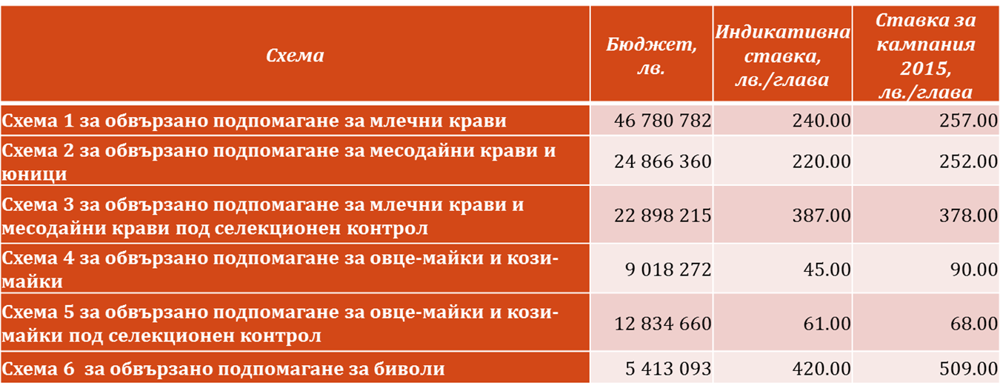 Схема
Бюджет,
лв.
Индикативна
ставка,
лв./глава
Ставка за
кампания
2015,
лв./глава
Схема 1 за обвързано подпомагане за млечни крави 46 780 782 240.00 257.00
Схема 2 за обвързано подпомагане за месодайни крави и
юници 24 866 360 220.00 252.00
Схема 3 за обвързано подпомагане за млечни крави и
месодайни крави под селекционен контрол 22 898 215 387.00 378.00
Схема 4 за обвързано подпомагане за овце-майки и кози-
майки 9 018 272 45.00 90.00
Схема 5 за обвързано подпомагане за овце-майки и кози-
майки под селекционен контрол 12 834 660 61.00 68.00
Схема 6 за обвързано подпомагане за биволи 5 413 093 420.00 509.00